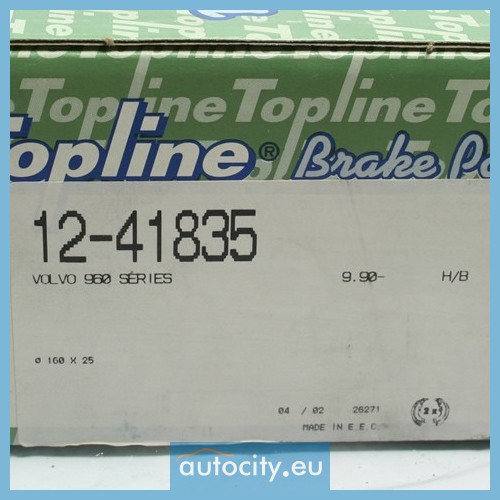 Topline Topline To
Topline® Brake Pa
12-41835
VOLVO 960 SÉRIES 9.90- H/B
ø 160 X 25
04 / 02 26271 2x
MADE IN E.E.C.
autocity.eu